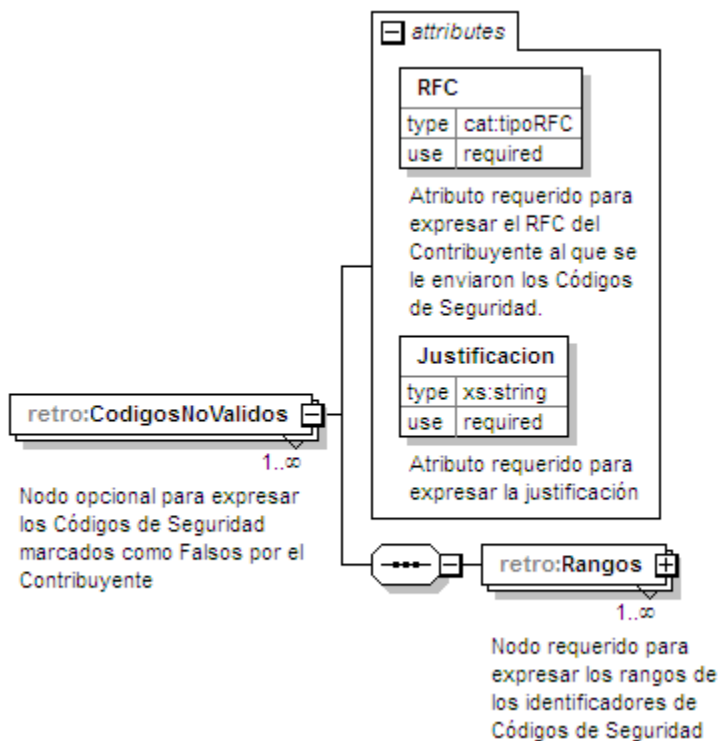 attributes
RFC
type cat:tipoRFC
use required
Atributo requerido para
expresar el RFC del
Contribuyente al que se
le enviaron los Códigos
de Seguridad.
Justificacion
type xs:string
use required
Atributo requerido para
expresar la justificación
retro:CodigosNoValidos
1..∞
Nodo opcional para expresar
los Códigos de Seguridad
marcados como Falsos por el
Contribuyente
retro:Rangos
1..∞
Nodo requerido para
expresar los rangos de
los identificadores de
Códigos de Seguridad